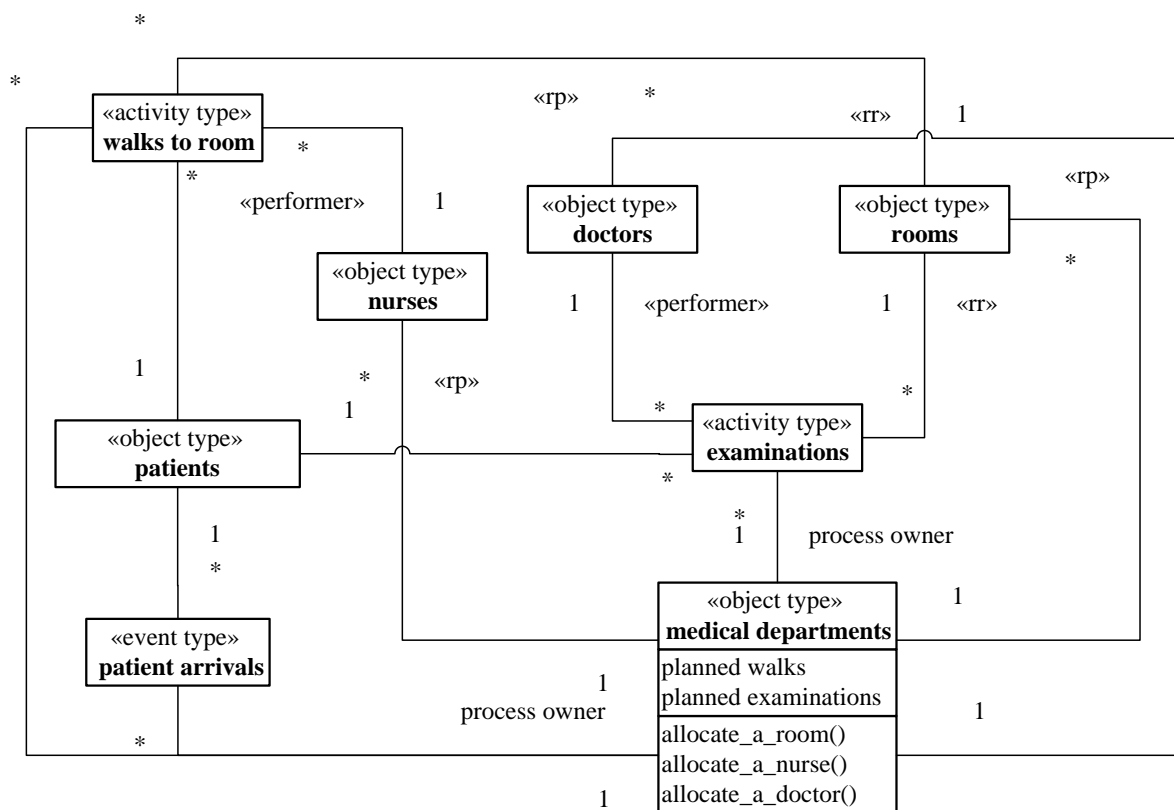 *
*
«rp»
*
«activity type»
walks to room
«rr»
1
*
*
«rp»
«performer»
1
«object type»
doctors
«object type»
rooms
*
«object type»
nurses
1
«performer»
1
«rr»
1
*
«rp»
1
*
*
«object type»
patients
«activity type»
examinations
*
*
1
1
process owner
*
«object type»
medical departments
1
«event type»
patient arrivals
planned walks
planned examinations
1
process owner
1
*
allocate_a_room()
allocate_a_nurse()
allocate_a_doctor()
1